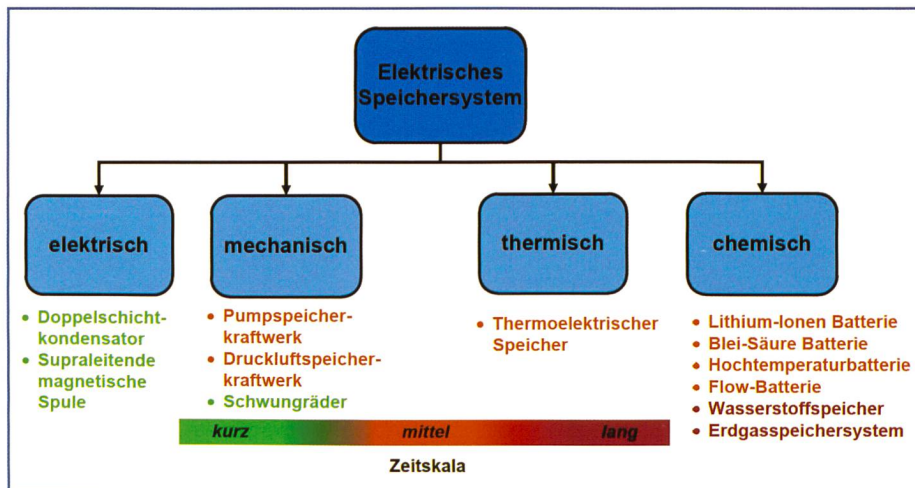 Elektrisches
Speichersystem
elektrisch
mechanisch
thermisch
chemisch
• Doppelschicht-
kondensator
• Supraleitende
magnetische
Spule
• Pumpspeicher-
kraftwerk
• Druckluftspeicher-
kraftwerk
• Schwungräder
• Thermoelektrischer
Speicher
• Lithium-Ionen Batterie
• Blei-Säure Batterie
• Hochtemperaturbatterie
• Flow-Batterie
• Wasserstoffspeicher
• Erdgasspeichersystem
kurz mittel lang
Zeitskala